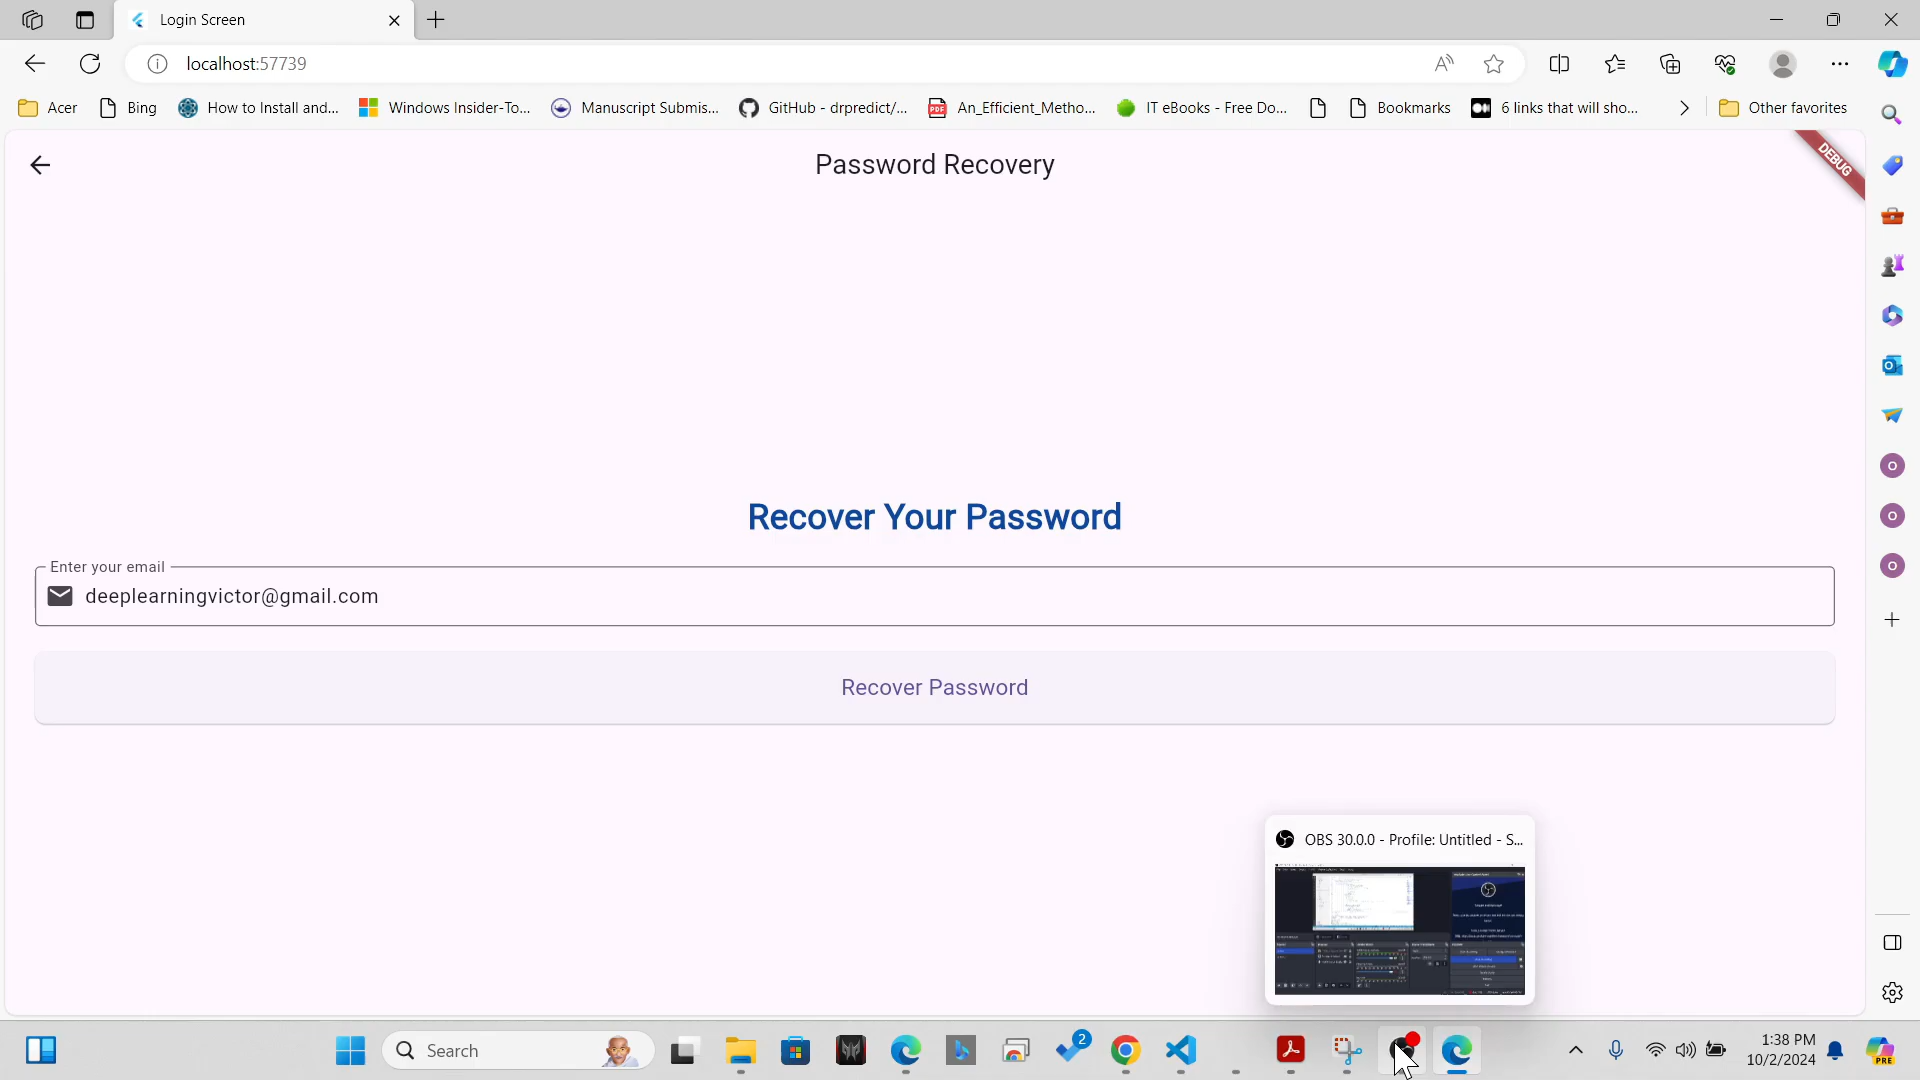 Login Screen
localhost:57739
Acer
Bing
How to Install and...
Windows Insider-To...
Manuscript Submis...
GitHub - drpredict/...
PDF
An_Efficient_Metho...
IT eBooks - Free Do...
Bookmarks
6 links that will sho...
Other favorites
Password Recovery
DEBUG
Recover Your Password
Enter your email
deeplearningvictor@gmail.com
Recover Password
O
O
O
OBS 30.0.0 - Profile: Untitled - S...
Search
2
1:38 PM
10/2/2024
PRE